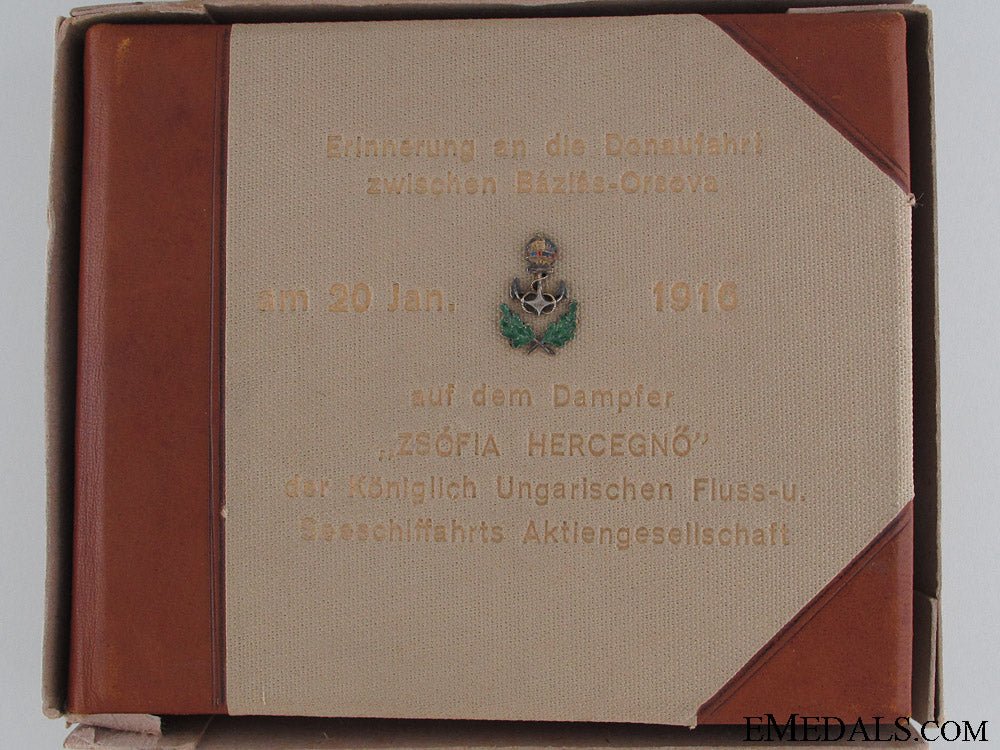 Erinnerung an die Donaufahrt
zwischen Báziás-Orsova
am 20 Jan. 1916
auf dem Dampfer
„ZSÓFIA HERCEGNŐ”
der Königlich Ungarischen Fluss-u.
Seeschiffahrts Aktiengesellschaft
EMEDALS.COM